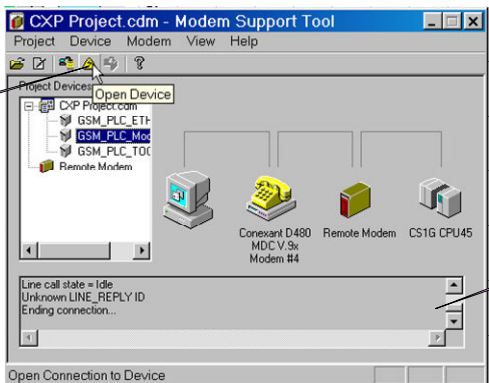 CXP Project.cdm - Modem Support Tool
Project Device Modem View Help
Project Devices
Open Device
CXP Project.cdm
GSM_PLC_ETH
GSM_PLC_Mod
GSM_PLC_TOO
Remote Modem
Conexant D480
MDC V.9x
Modem #4
Remote Modem
CS1G CPU45
Line call state = Idle
Unknown LINE_REPLY ID
Ending connection...
Open Connection to Device